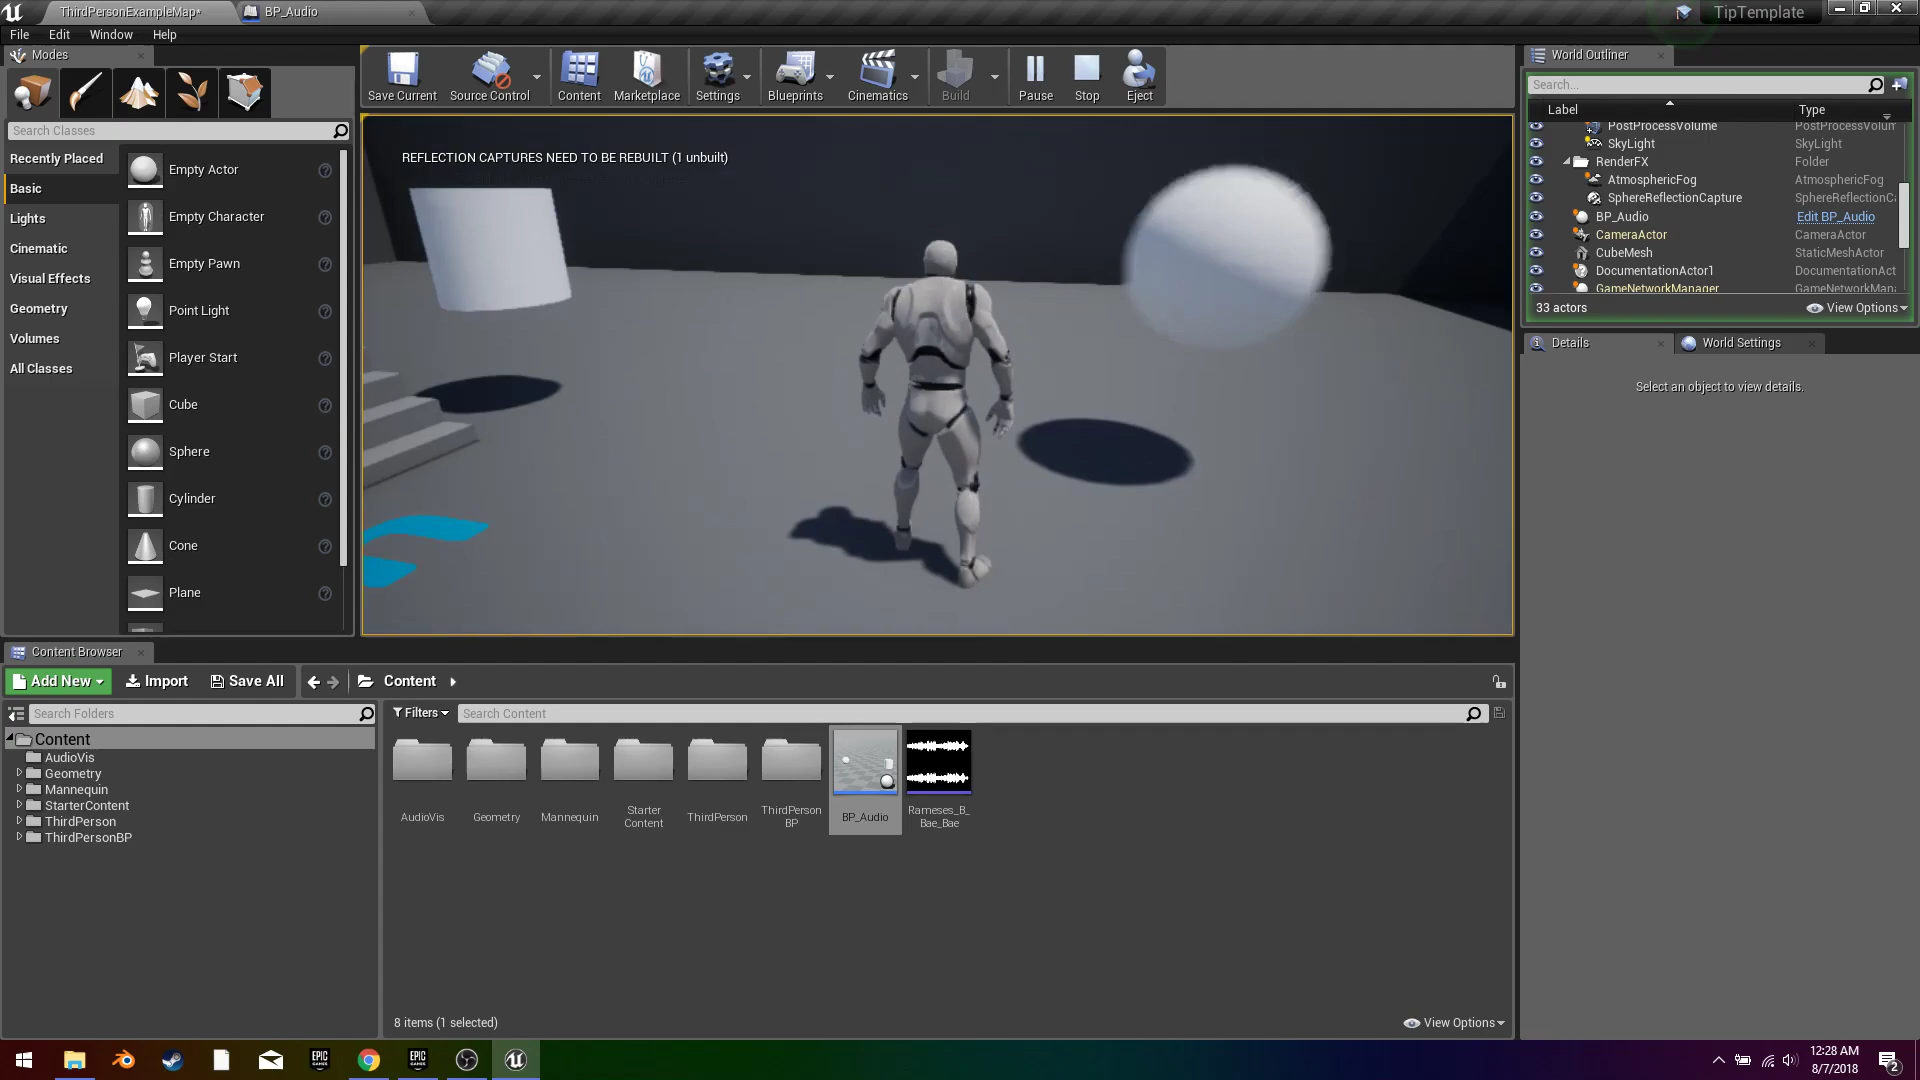 ThirdPersonExampleMap*
BP_Audio
TipTemplate
File
Edit
Window
Help
Modes
Search Classes
Recently Placed
Basic
Lights
Cinematic
Visual Effects
Geometry
Volumes
All Classes
Empty Actor
Empty Character
Empty Pawn
Point Light
Player Start
Cube
Sphere
Cylinder
Cone
Plane
Save Current
Source Control
Content
Marketplace
Settings
Blueprints
Cinematics
Build
Pause
Stop
Eject
REFLECTION CAPTURES NEED TO BE REBUILT (1 unbuilt)
World Outliner
Search...
Label
Type
PostProcessVolume
PostProcessVolum
SkyLight
SkyLight
RenderFX
Folder
AtmosphericFog
AtmosphericFog
SphereReflectionCapture
SphereReflectionCa
BP_Audio
Edit BP_Audio
CameraActor
CameraActor
CubeMesh
StaticMeshActor
DocumentationActor1
DocumentationAct
GameNetworkManager
GameNetworkMana
33 actors
View Options
Details
World Settings
Select an object to view details.
Content Browser
Add New
Import
Save All
Content
Search Folders
Filters
Search Content
Content
AudioVis
Geometry
Mannequin
StarterContent
ThirdPerson
ThirdPersonBP
AudioVis
Geometry
Mannequin
Starter
Content
ThirdPerson
ThirdPerson
BP
BP_Audio
Rameses_B_
Bae_Bae
8 items (1 selected)
View Options
EPIC
GAMES
EPIC
GAMES
12:28 AM
8/7/2018
2